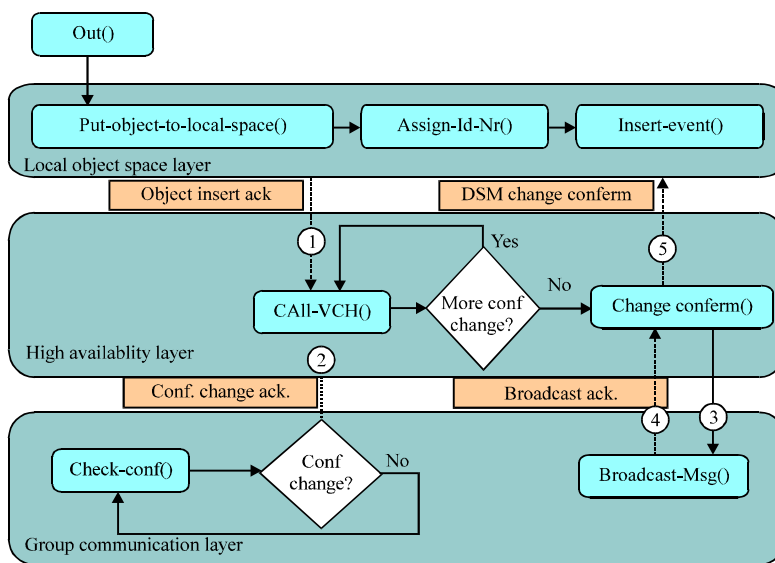 Out()
Put-object-to-local-space()
Assign-Id-Nr()
Insert-event()
Local object space layer
Object insert ack
DSM change conferm
1
Yes
5
CAll-VCH()
More conf
change?
No
Change conferm()
High availablity layer
2
Conf. change ack.
Broadcast ack.
4
3
Check-conf()
Conf
change?
No
Broadcast-Msg()
Group communication layer